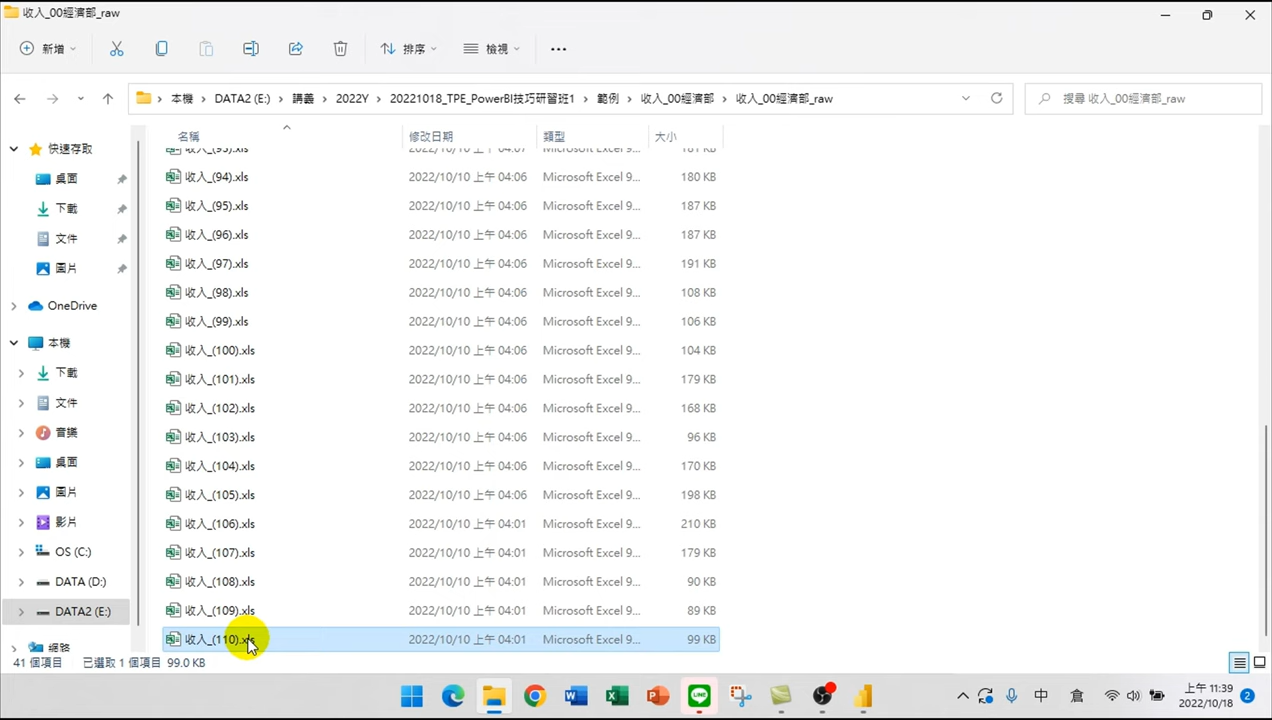 收入_00經濟部_raw
新增
排序
檢視
本機 > DATA2 (E:) > 講義 > 2022Y > 20221018_TPE_PowerBI技巧研習班1 > 範例 > 收入_00經濟部 > 收入_00經濟部_raw
搜尋 收入_00經濟部_raw
名稱 修改日期 類型 大小
收入_(93).xls 2022/10/10 上午 04:07 Microsoft Excel 9... 181 KB
收入_(94).xls 2022/10/10 上午 04:06 Microsoft Excel 9... 180 KB
收入_(95).xls 2022/10/10 上午 04:06 Microsoft Excel 9... 187 KB
收入_(96).xls 2022/10/10 上午 04:06 Microsoft Excel 9... 187 KB
收入_(97).xls 2022/10/10 上午 04:06 Microsoft Excel 9... 191 KB
收入_(98).xls 2022/10/10 上午 04:06 Microsoft Excel 9... 108 KB
收入_(99).xls 2022/10/10 上午 04:06 Microsoft Excel 9... 106 KB
收入_(100).xls 2022/10/10 上午 04:06 Microsoft Excel 9... 104 KB
收入_(101).xls 2022/10/10 上午 04:06 Microsoft Excel 9... 179 KB
收入_(102).xls 2022/10/10 上午 04:06 Microsoft Excel 9... 168 KB
收入_(103).xls 2022/10/10 上午 04:06 Microsoft Excel 9... 96 KB
收入_(104).xls 2022/10/10 上午 04:06 Microsoft Excel 9... 170 KB
收入_(105).xls 2022/10/10 上午 04:06 Microsoft Excel 9... 198 KB
收入_(106).xls 2022/10/10 上午 04:01 Microsoft Excel 9... 210 KB
收入_(107).xls 2022/10/10 上午 04:01 Microsoft Excel 9... 179 KB
收入_(108).xls 2022/10/10 上午 04:01 Microsoft Excel 9... 90 KB
收入_(109).xls 2022/10/10 上午 04:01 Microsoft Excel 9... 89 KB
收入_(110).xls 2022/10/10 上午 04:01 Microsoft Excel 9... 99 KB
快速存取
桌面
下載
文件
圖片
OneDrive
本機
下載
文件
音樂
桌面
圖片
影片
OS (C:)
DATA (D:)
DATA2 (E:)
網路
41 個項目 已選取 1 個項目 99.0 KB
中 倉 上午 11:39
2022/10/18 2